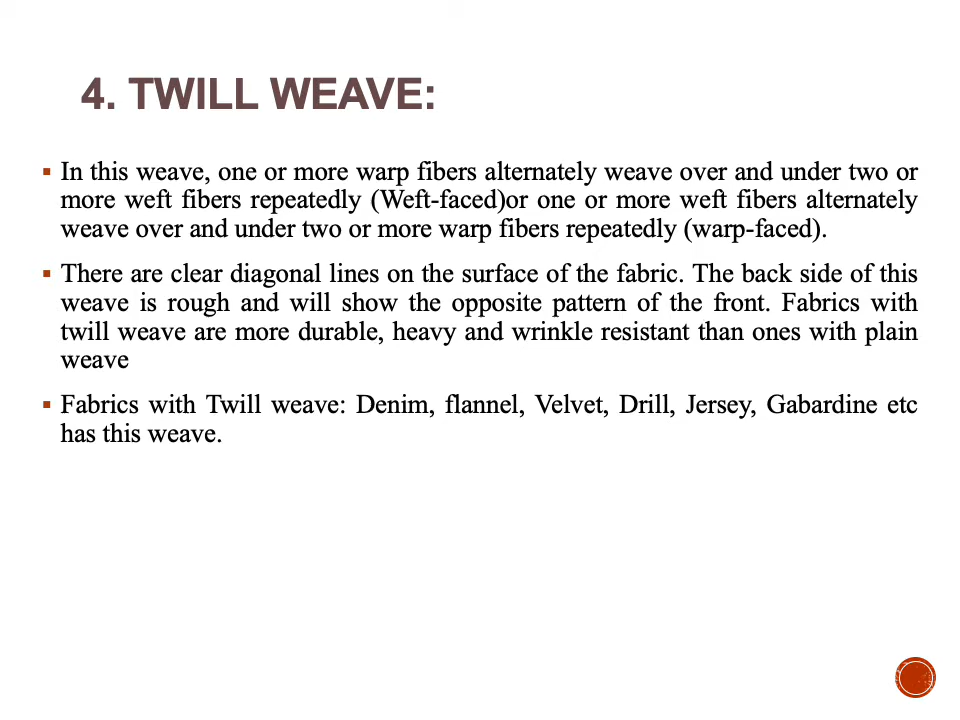 4. TWILL WEAVE:
▪ In this weave, one or more warp fibers alternately weave over and under two or
more weft fibers repeatedly (Weft-faced)or one or more weft fibers alternately
weave over and under two or more warp fibers repeatedly (warp-faced).
▪ There are clear diagonal lines on the surface of the fabric. The back side of this
weave is rough and will show the opposite pattern of the front. Fabrics with
twill weave are more durable, heavy and wrinkle resistant than ones with plain
weave
▪ Fabrics with Twill weave: Denim, flannel, Velvet, Drill, Jersey, Gabardine etc
has this weave.